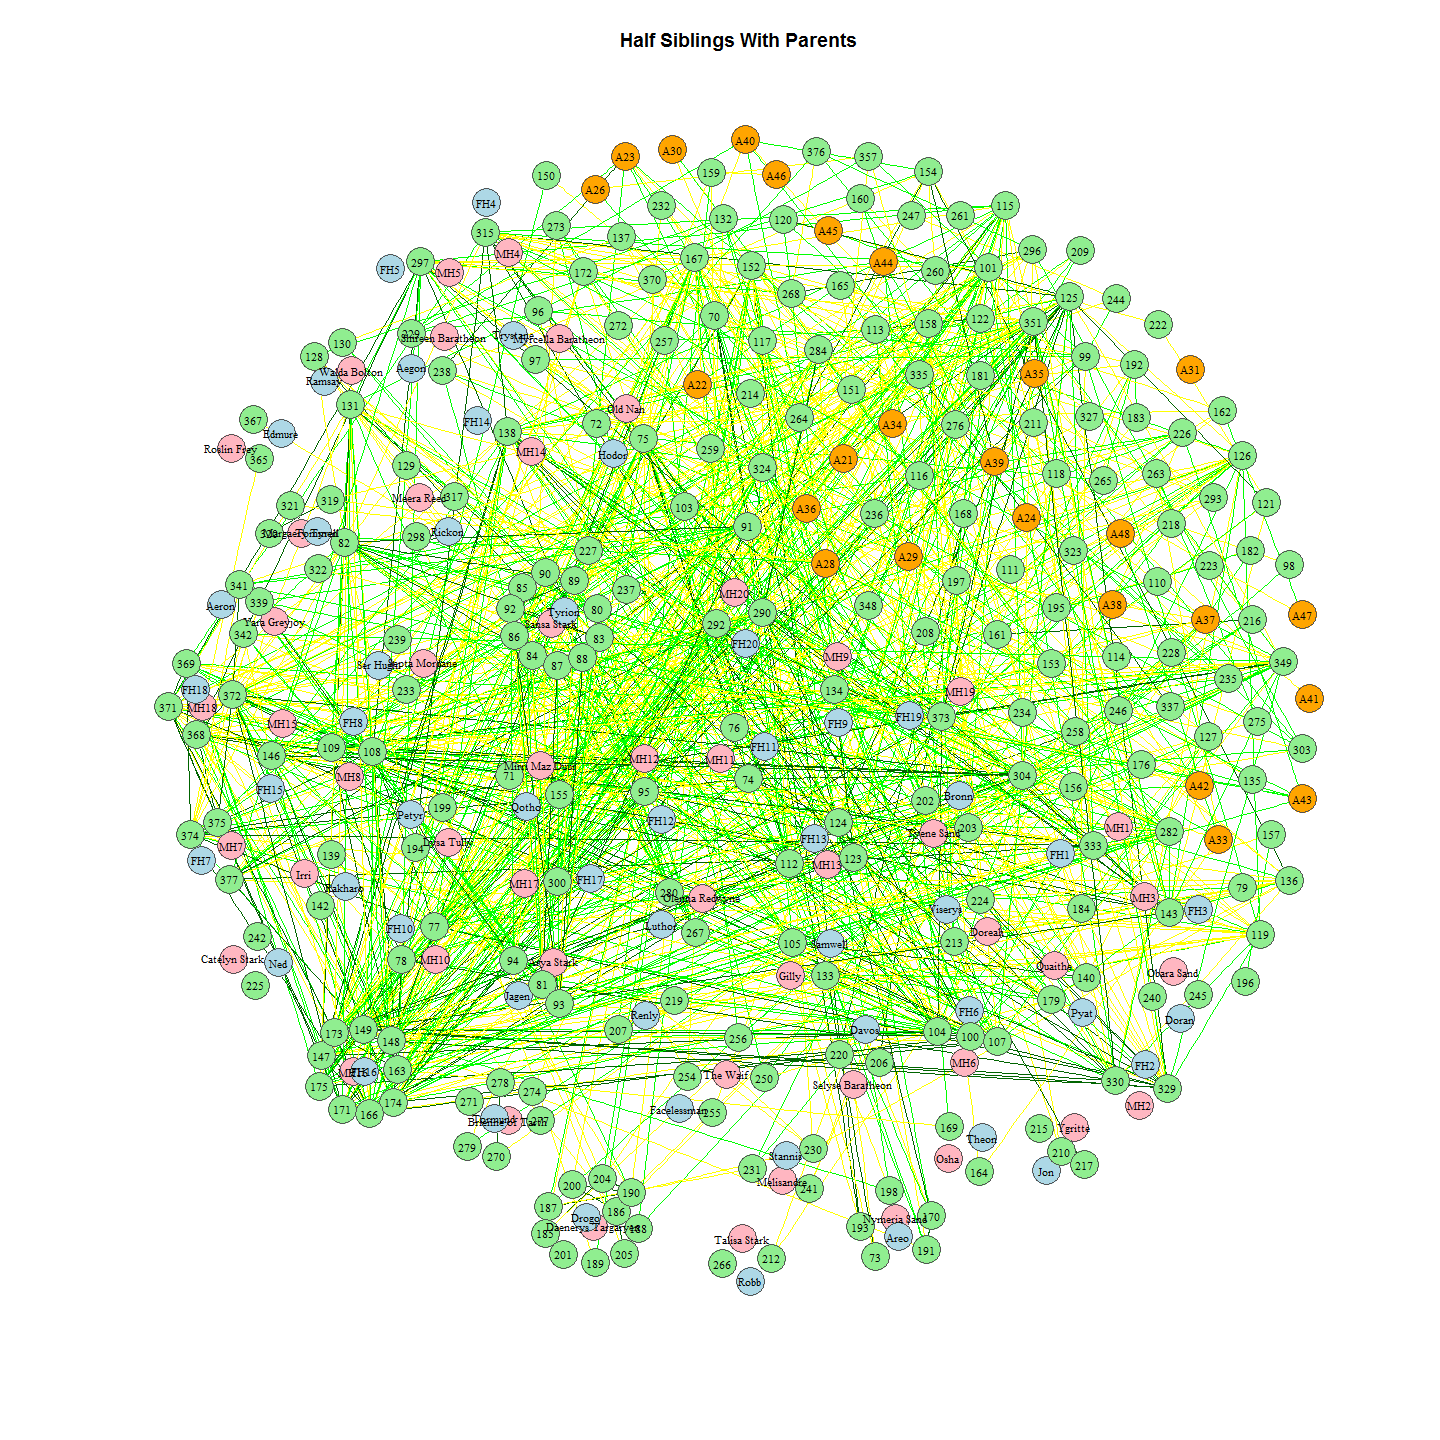 Half Siblings With Parents
A40
A30
A23
376
357
A46
159
154
150
A26
160
FH4
232
115
247
261
132
120
273
315
A45
137
296
209
MH4
167
A44
297
FH5
MH5
152
101
172
260
370
165
268
125
244
96
70
351
158
122
222
272
113
229
Trystane
Shireen Baratheon
Myrcella Baratheon
257
117
130
284
128
99
97
192
Aegon
238
Walda Bolton
A31
335
181
A35
Ramsay
A22
151
214
131
Old Nan
162
327
183
264
367
FH14
72
A34
276
211
Edmure
138
226
75
Roslin Frey
MH14
Hodor
259
126
365
A21
129
324
A39
118
263
116
265
Meera Reed
317
293
319
121
321
103
A36
236
168
A24
218
91
Rickon
298
A48
82
227
A29
323
182
322
A28
223
98
111
90
89
341
85
237
197
110
MH20
339
Aeron
92
80
Tyrion
348
195
A38
290
A47
Yara Greyjoy
Sansa Stark
292
A37
216
342
86
83
239
208
161
FH20
84
88
MH9
114
228
Ser Hugh
Septa Mordane
87
153
369
349
235
FH18
233
134
MH19
372
A41
371
MH18
337
246
234
FH19
373
MH15
FH8
FH9
275
76
258
368
127
109
FH11
303
108
146
MH12
MH11
Mirri Maz Duur
176
MH8
71
74
304
135
FH15
155
95
156
A42
Bronn
202
A43
199
Qotho
Petyr
375
FH12
124
203
MH1
374
Tyene Sand
282
157
FH13
A33
Lysa Tully
333
194
MH7
139
FH1
123
FH7
112
MH13
Irri
377
300
FH17
136
MH17
79
Rakharo
280
Olenna Redwyne
MH3
224
142
Viserys
184
FH3
143
77
FH10
Luthor
267
Doreah
119
242
105
Samwell
213
Catelyn Stark
Ned
78
MH10
94
Arya Stark
Quaithe
Gilly
133
Obara Sand
140
196
225
81
Jagen
240
245
93
219
179
FH6
Pyat
Renly
Doran
149
207
Davos
173
104
100
256
148
107
147
220
206
FH2
MH6
FH16
163
254
The Waif
250
278
330
Selyse Baratheon
175
329
274
271
174
MH2
171
166
Facelessman
255
Tormund
Brienne of Tarth
277
169
215
Ygritte
Theon
279
230
210
270
Osha
Stannis
217
231
164
Jon
204
Melisandre
200
241
190
198
187
186
Drogo
170
Nymeria Sand
Daenerys Targaryen
188
193
185
Talisa Stark
Areo
191
201
205
73
212
189
266
Robb